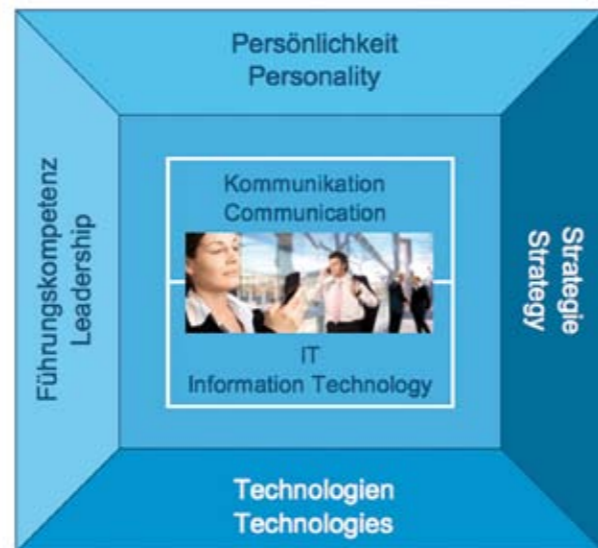 Persönlichkeit
Personality
Führungskompetenz
Leadership
Kommunikation
Communication
IT
Information Technology
Strategie
Strategy
Technologien
Technologies